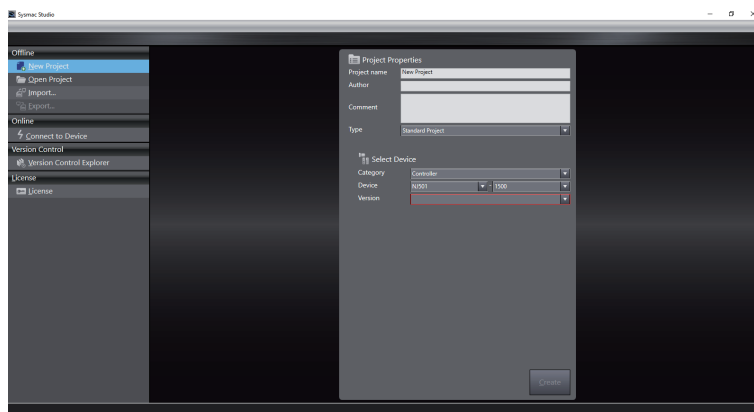 Sysmac Studio
Offline
New Project
Open Project
Import...
Export...
Online
Connect to Device
Version Control
Version Control Explorer
License
License
Project Properties
Project name New Project
Author
Comment
Type Standard Project
Select Device
Category Controller
Device NJ501 - 1500
Version
Create